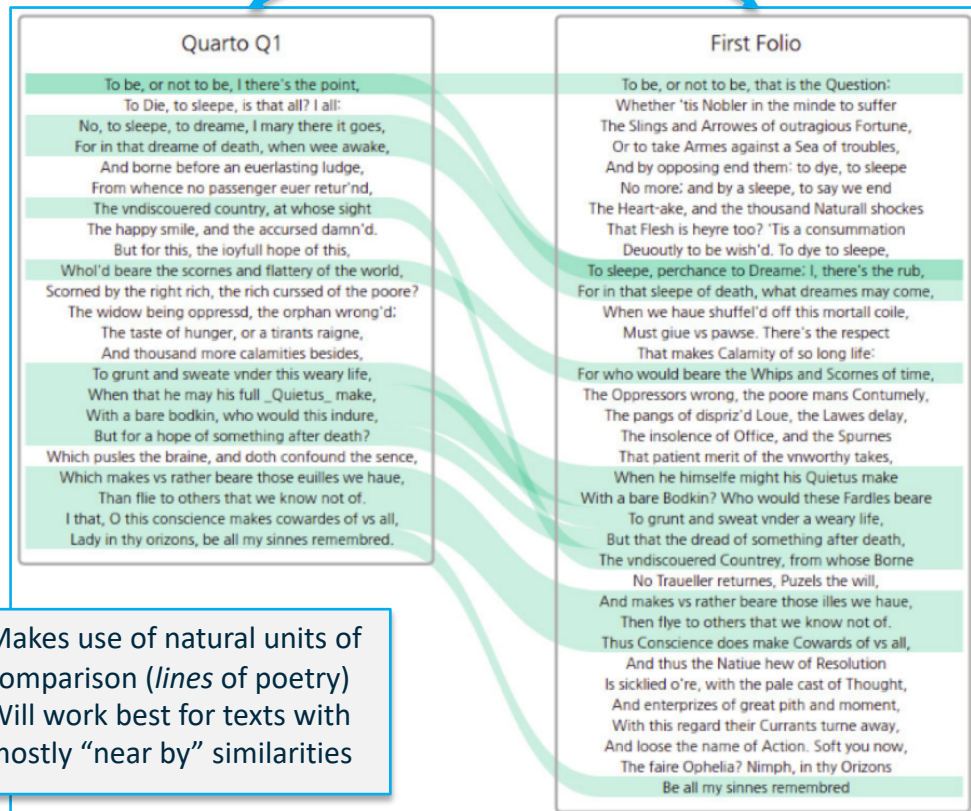 Quarto Q1
To be, or not to be, I there's the point,
To Die, to sleepe, is that all? I all:
No, to sleepe, to dreame, I mary there it goes,
For in that dreame of death, when wee awake,
And borne before an euerlasting Iudge,
From whence no passenger euer retur'nd,
The vndiscouered country, at whose sight
The happy smile, and the accursed damn'd.
But for this, the ioyfull hope of this,
Whol'd beare the scornes and flattery of the world,
Scorned by the right rich, the rich curssed of the poore?
The widow being oppressd, the orphan wrong'd;
The taste of hunger, or a tirants raigne,
And thousand more calamities besides,
To grunt and sweate vnder this weary life,
When that he may his full _Quietus_ make,
With a bare bodkin, who would this indure,
But for a hope of something after death?
Which pusles the braine, and doth confound the sence,
Which makes vs rather beare those euilles we haue,
Than flie to others that we know not of.
I that, O this conscience makes cowardes of vs all,
Lady in thy orizons, be all my sinnes remembred.
First Folio
To be, or not to be, that is the Question:
Whether 'tis Nobler in the minde to suffer
The Slings and Arrowes of outragious Fortune,
Or to take Armes against a Sea of troubles,
And by opposing end them: to dye, to sleepe
No more; and by a sleepe, to say we end
The Heart-ake, and the thousand Naturall shockes
That Flesh is heyre too? 'Tis a consummation
Deuoutly to be wish'd. To dye to sleepe,
To sleepe, perchance to Dreame; I, there's the rub,
For in that sleepe of death, what dreames may come,
When we haue shuffel'd off this mortall coile,
Must giue vs pawse. There's the respect
That makes Calamity of so long life:
For who would beare the Whips and Scornes of time,
The Oppressors wrong, the poore mans Contumely,
The pangs of dispriz'd Loue, the Lawes delay,
The insolence of Office, and the Spurnes
That patient merit of the vnworthy takes,
When he himselfe might his Quietus make
With a bare Bodkin? Who would these Fardles beare
To grunt and sweat vnder a weary life,
But that the dread of something after death,
The vndiscouered Countrey, from whose Borne
No Traueller returnes, Puzels the will,
And makes vs rather beare those illes we haue,
Then flye to others that we know not of.
Thus Conscience does make Cowards of vs all,
And thus the Natiue hew of Resolution
Is sicklied o're, with the pale cast of Thought,
And enterprizes of great pith and moment,
With this regard their Currants turne away,
And loose the name of Action. Soft you now,
The faire Ophelia? Nimph, in thy Orizons
Be all my sinnes remembred
Makes use of natural units of
comparison (lines of poetry)
Will work best for texts with
mostly “near by” similarities